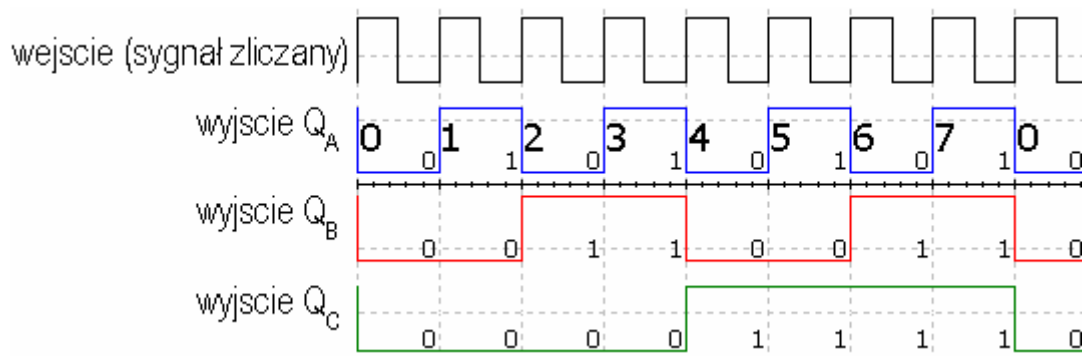 wejscie (sygnał zliczany)
wyjscie QA 0 0 1 1 2 0 3 1 4 0 5 1 6 0 7 1 0 0
wyjscie QB 0 0 1 1 0 0 1 1 0
wyjscie QC 0 0 0 0 1 1 1 1 0